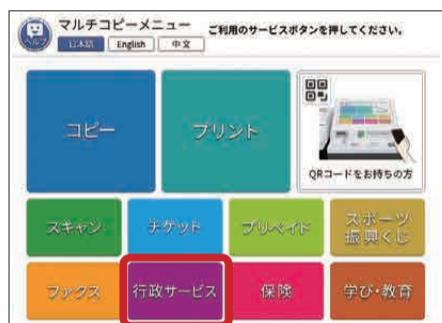 マルチコピーメニュー
ご利用のサービスボタンを押してください。
ヘルプ
日本語
English
中文
コピー
プリント
QRコードをお持ちの方
スキャン
チケット
プリペイド
スポーツ
振興くじ
ファクス
行政サービス
保険
学び・教育